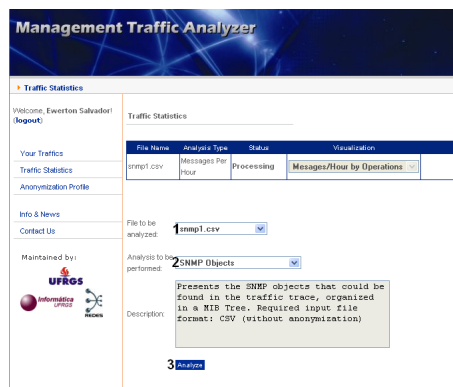 Management Traffic Analyzer
Traffic Statistics
Welcome, Ewerton Salvador!
(logout)
Your Traffics
Traffic Statistics
Anonymization Profile
Info & News
Contact Us
Maintained by:
UFRGS
Informática
UFRGS
REDES
Traffic Statistics
File Name Analysis Type Status Visualization
snmp1.csv Messages Per Hour Processing Mesages/Hour by Operations
File to be analyzed: 1 snmp1.csv
Analysis to be performed: 2 SNMP Objects
Description:
Presents the SNMP objects that could be
found in the traffic trace, organized
in a MIB Tree. Required input file
format: CSV (without anonymization)
3 Analyze